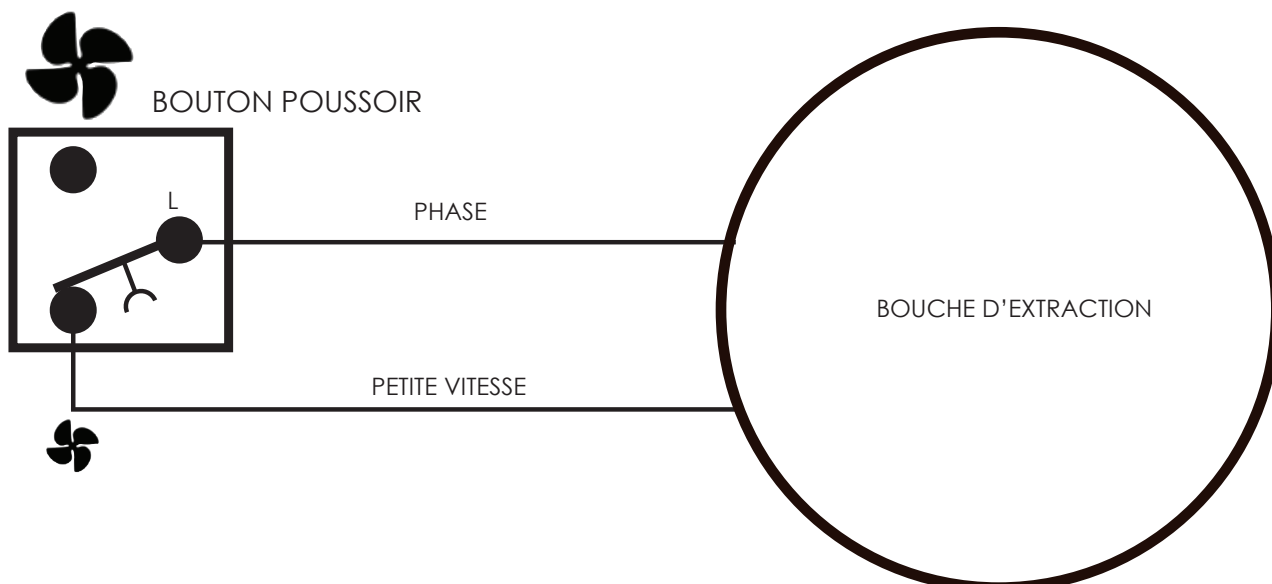 BOUTON POUSSOIR
L
PHASE
BOUCHE D’EXTRACTION
PETITE VITESSE